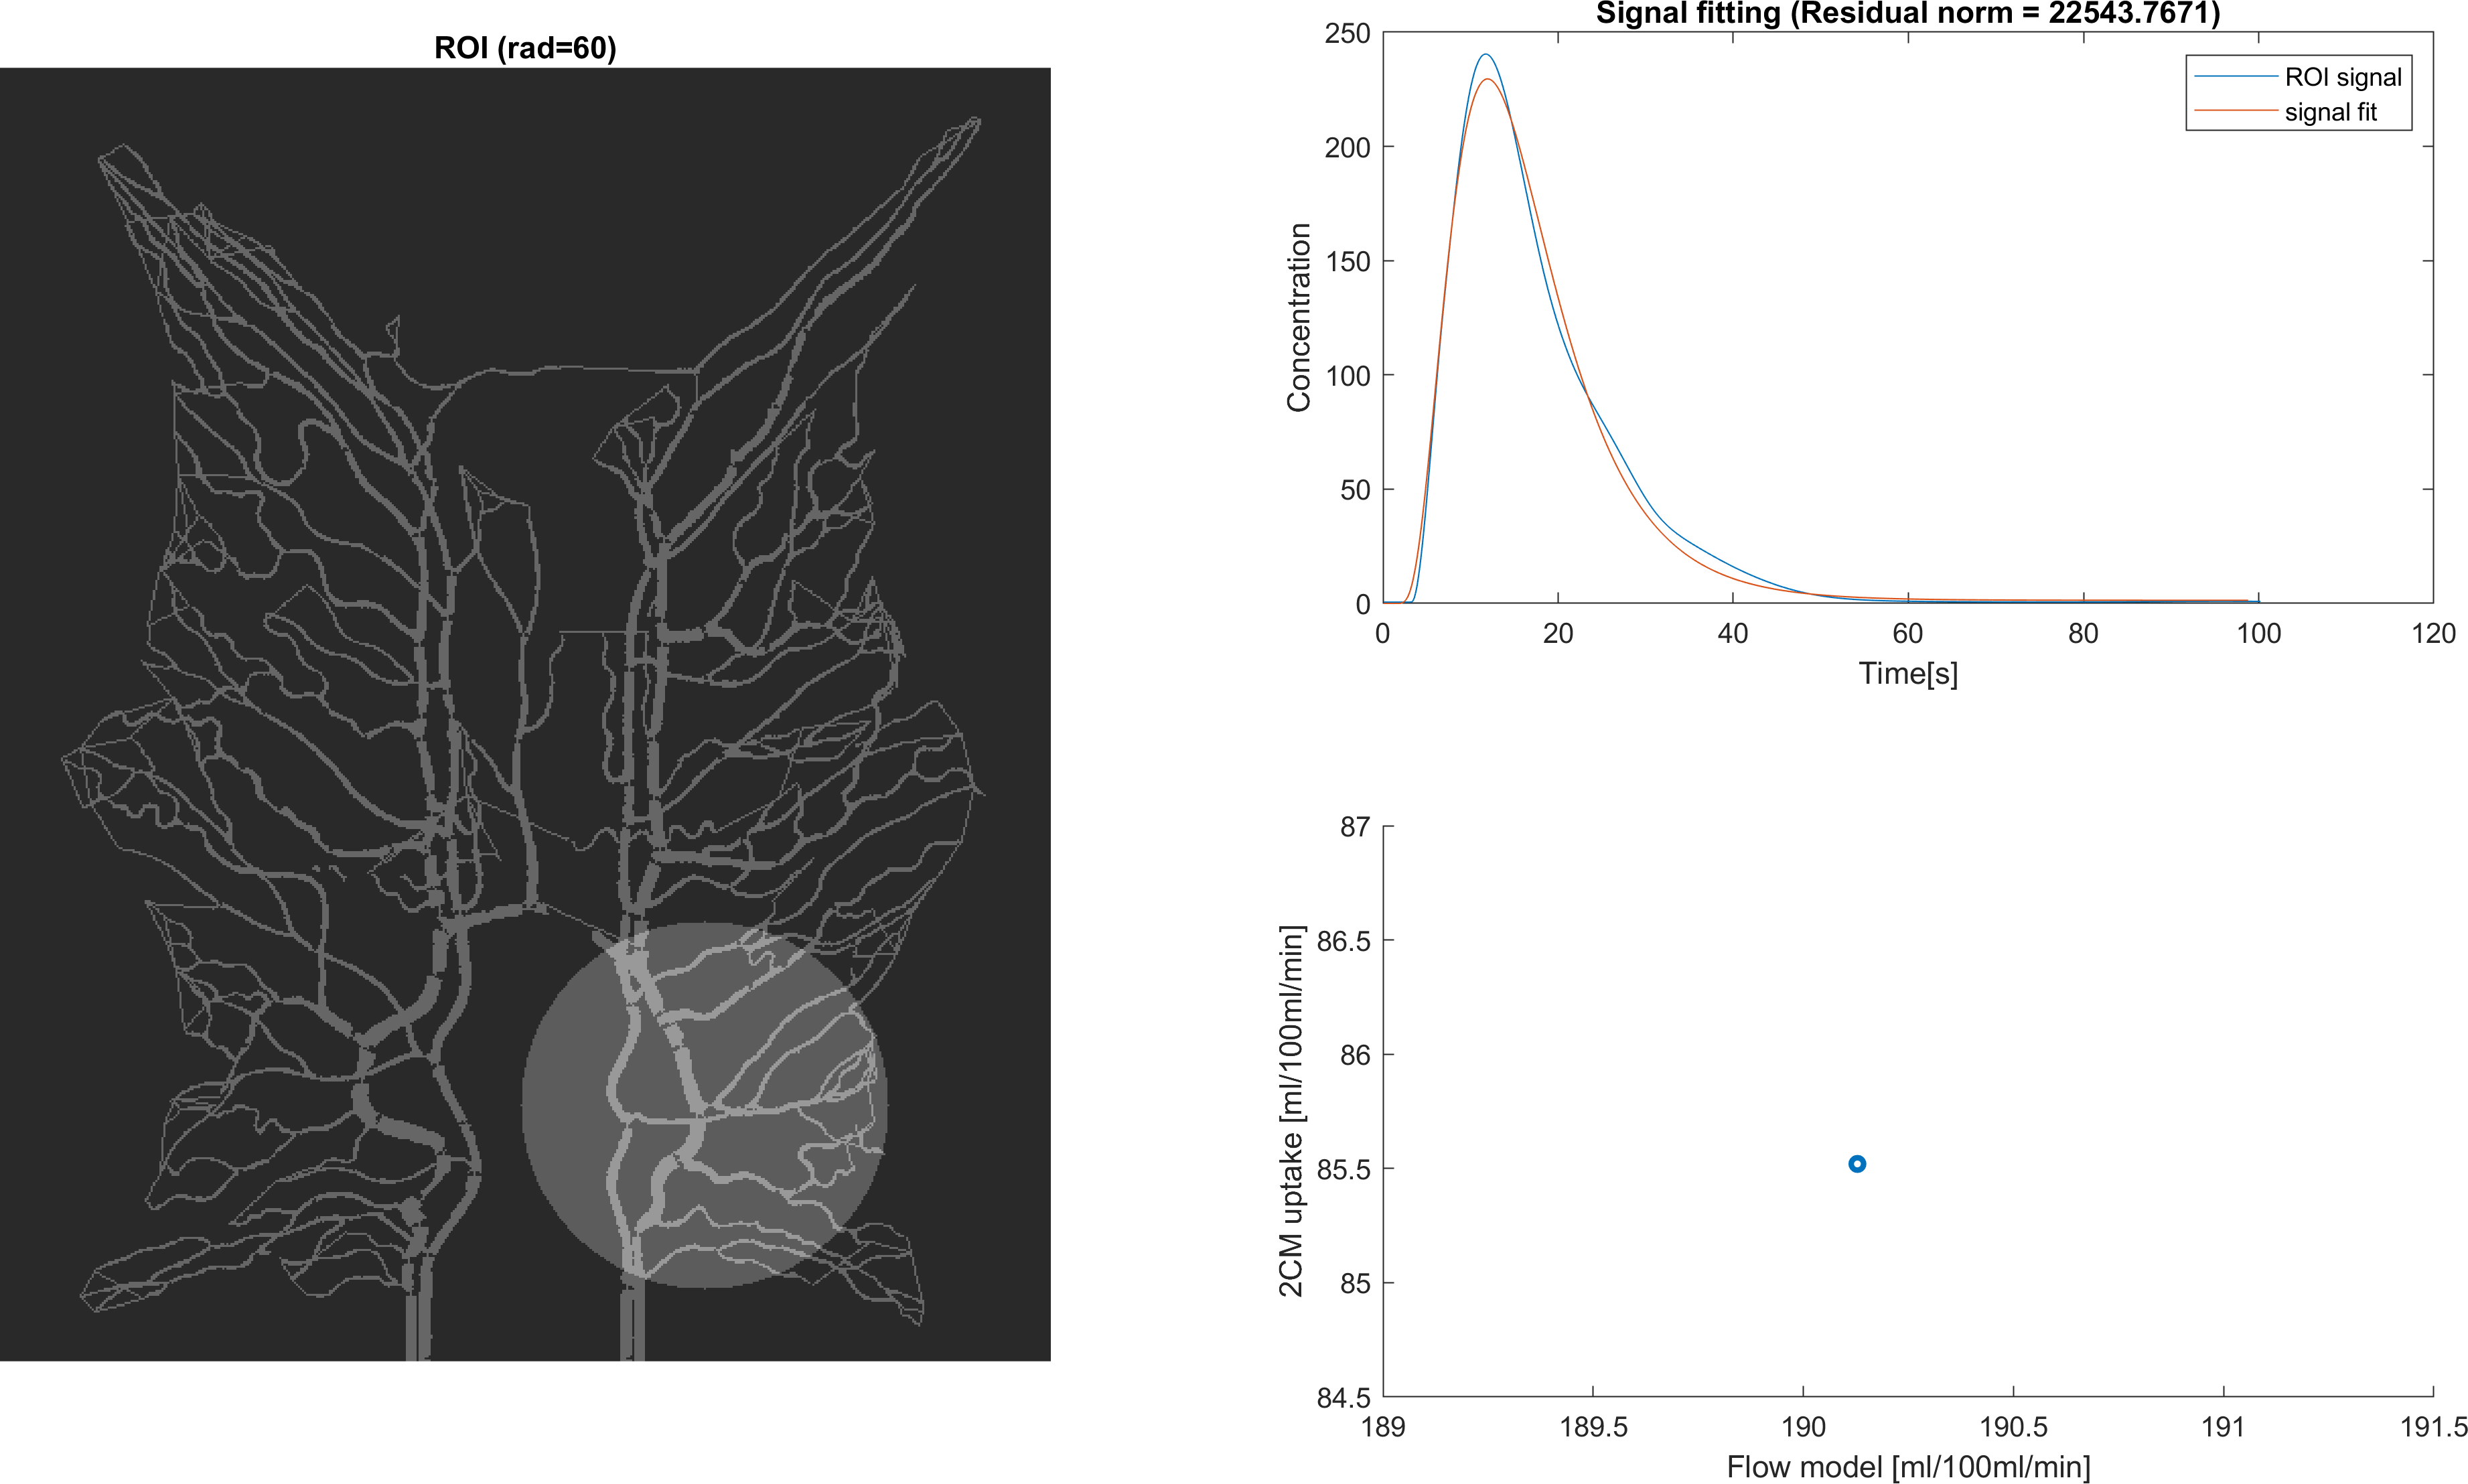 ROI (rad=60)
Signal fitting (Residual norm = 22543.7671)
250
200
150
100
50
0
Concentration
ROI signal
signal fit
0 20 40 60 80 100 120
Time[s]
87
86.5
86
85.5
85
84.5
2CM uptake [ml/100ml/min]
189 189.5 190 190.5 191 191.5
Flow model [ml/100ml/min]